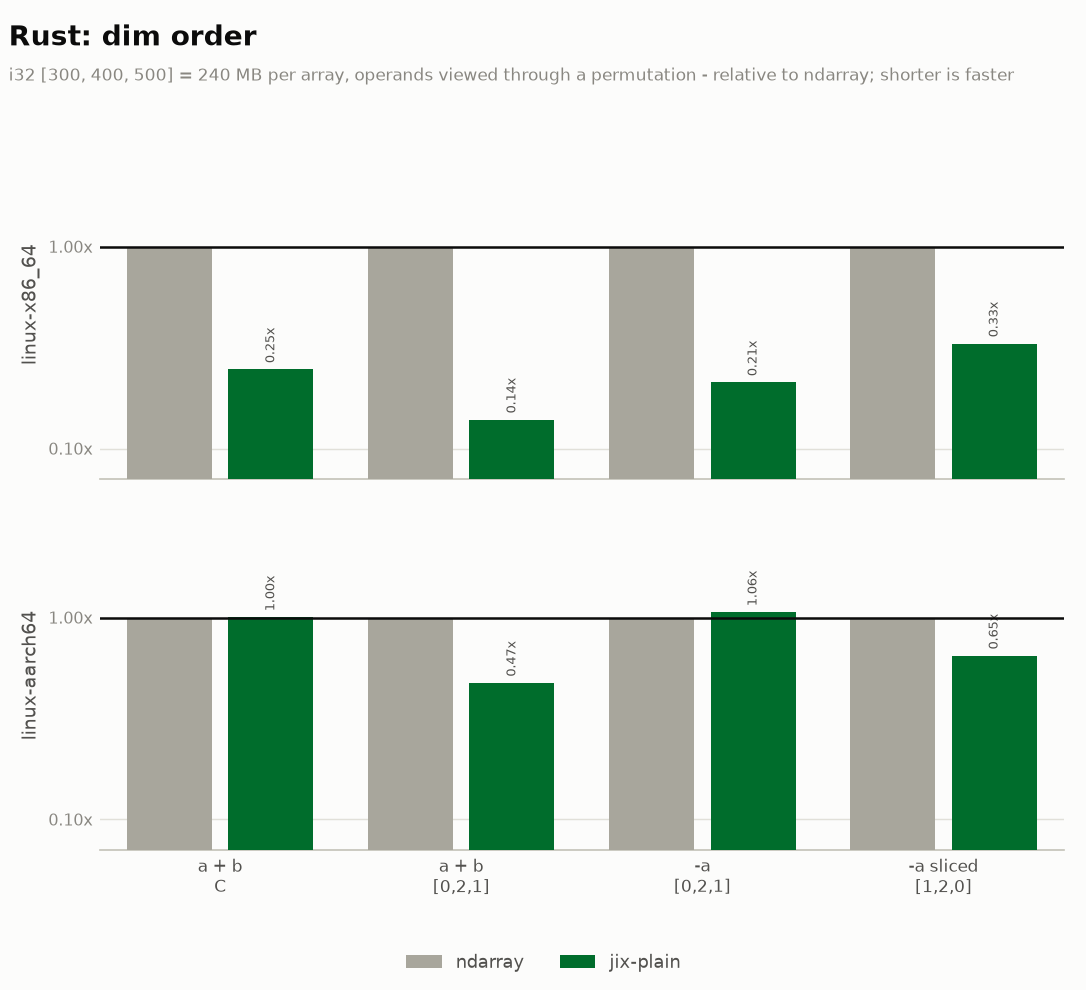 Rust: dim order
i32 [300, 400, 500] = 240 MB per array, operands viewed through a permutation - relative to ndarray; shorter is faster
linux-x86_64
1.00x
0.10x
0.25x
0.14x
0.21x
0.33x
linux-aarch64
1.00x
0.10x
1.00x
0.47x
1.06x
0.65x
a + b
C
a + b
[0,2,1]
-a
[0,2,1]
-a sliced
[1,2,0]
ndarray
jix-plain